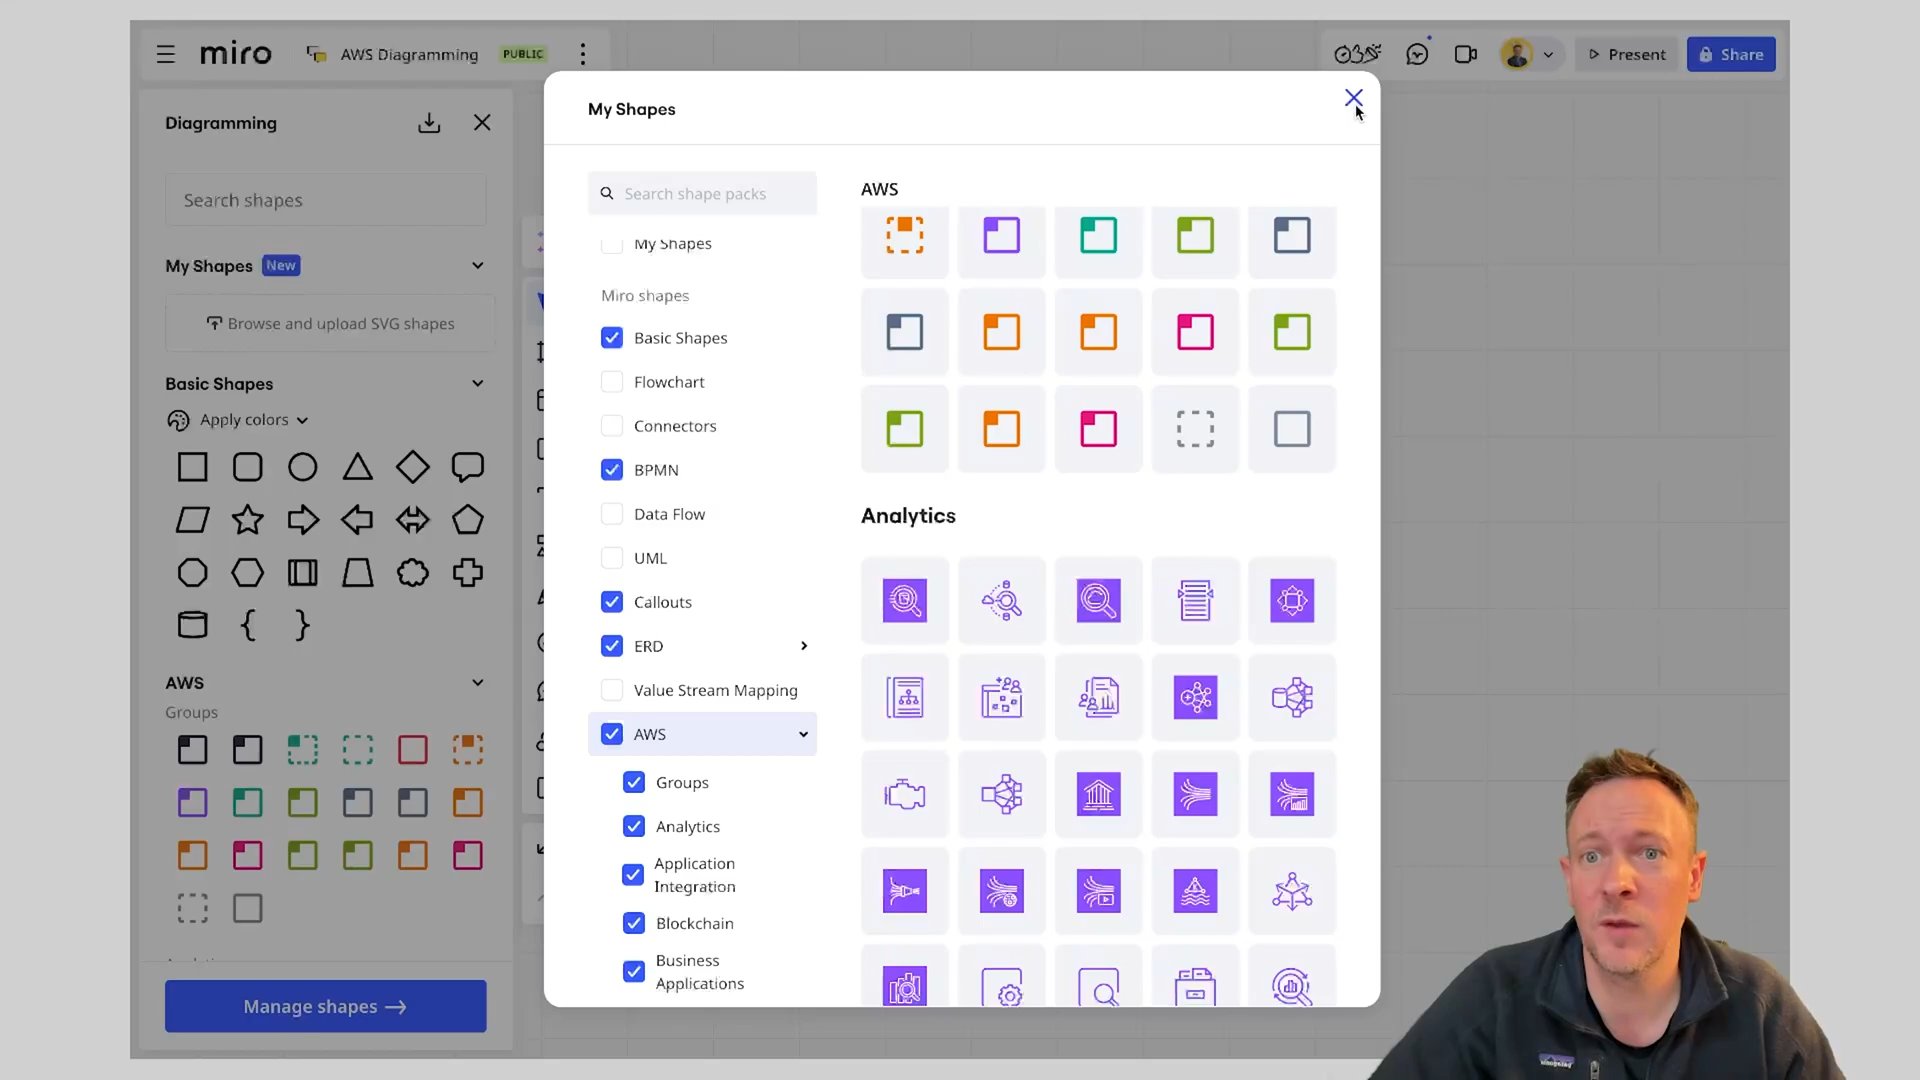 miro
AWS Diagramming
PUBLIC
Present
Share
Diagramming
Search shapes
My Shapes
New
Browse and upload SVG shapes
Basic Shapes
Apply colors
AWS
Groups
Manage shapes
My Shapes
Search shape packs
My Shapes
Miro shapes
Basic Shapes
Flowchart
Connectors
BPMN
Data Flow
UML
Callouts
ERD
Value Stream Mapping
AWS
Groups
Analytics
Application
Integration
Blockchain
Business
Applications
AWS
Analytics